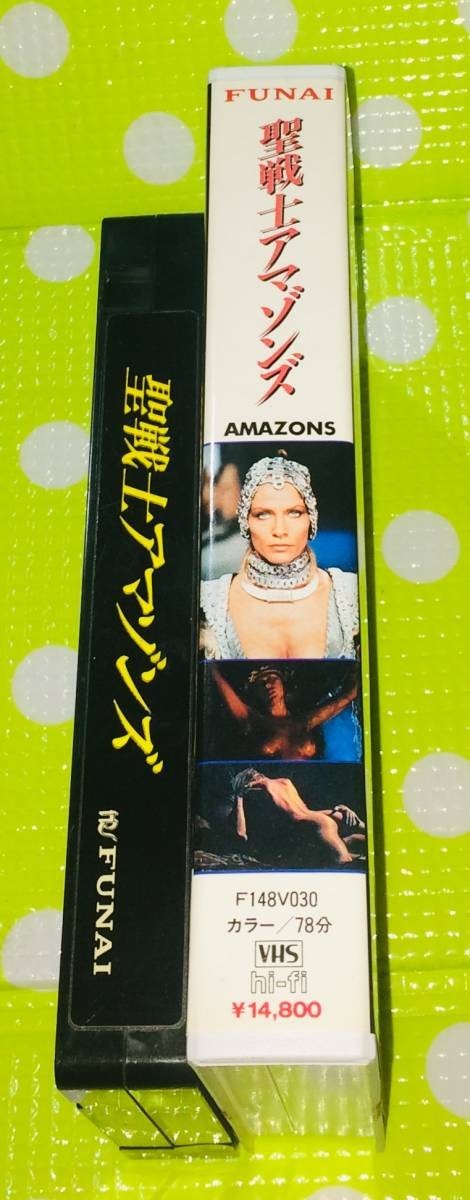 聖戦士アマゾンズ
FUNAI
FUNAI
聖戦士アマゾンズ
AMAZONS
F148V030
カラー/78分
VHS
hi-fi
¥14,800